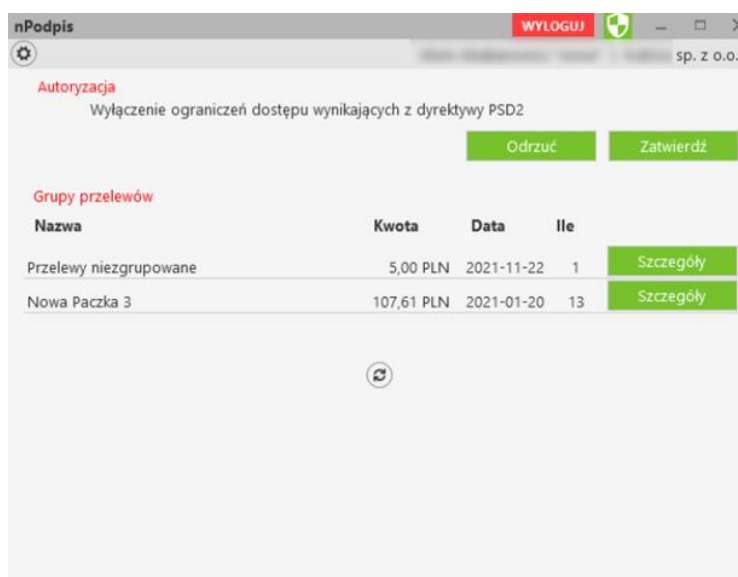 nPodpis WYLOGUJ
sp. z o.o.
Autoryzacja
Wyłączenie ograniczeń dostępu wynikających z dyrektywy PSD2
Odrzuć Zatwierdź
Grupy przelewów
Nazwa Kwota Data Ile
Przelewy niezgrupowane 5,00 PLN 2021-11-22 1 Szczegóły
Nowa Paczka 3 107,61 PLN 2021-01-20 13 Szczegóły